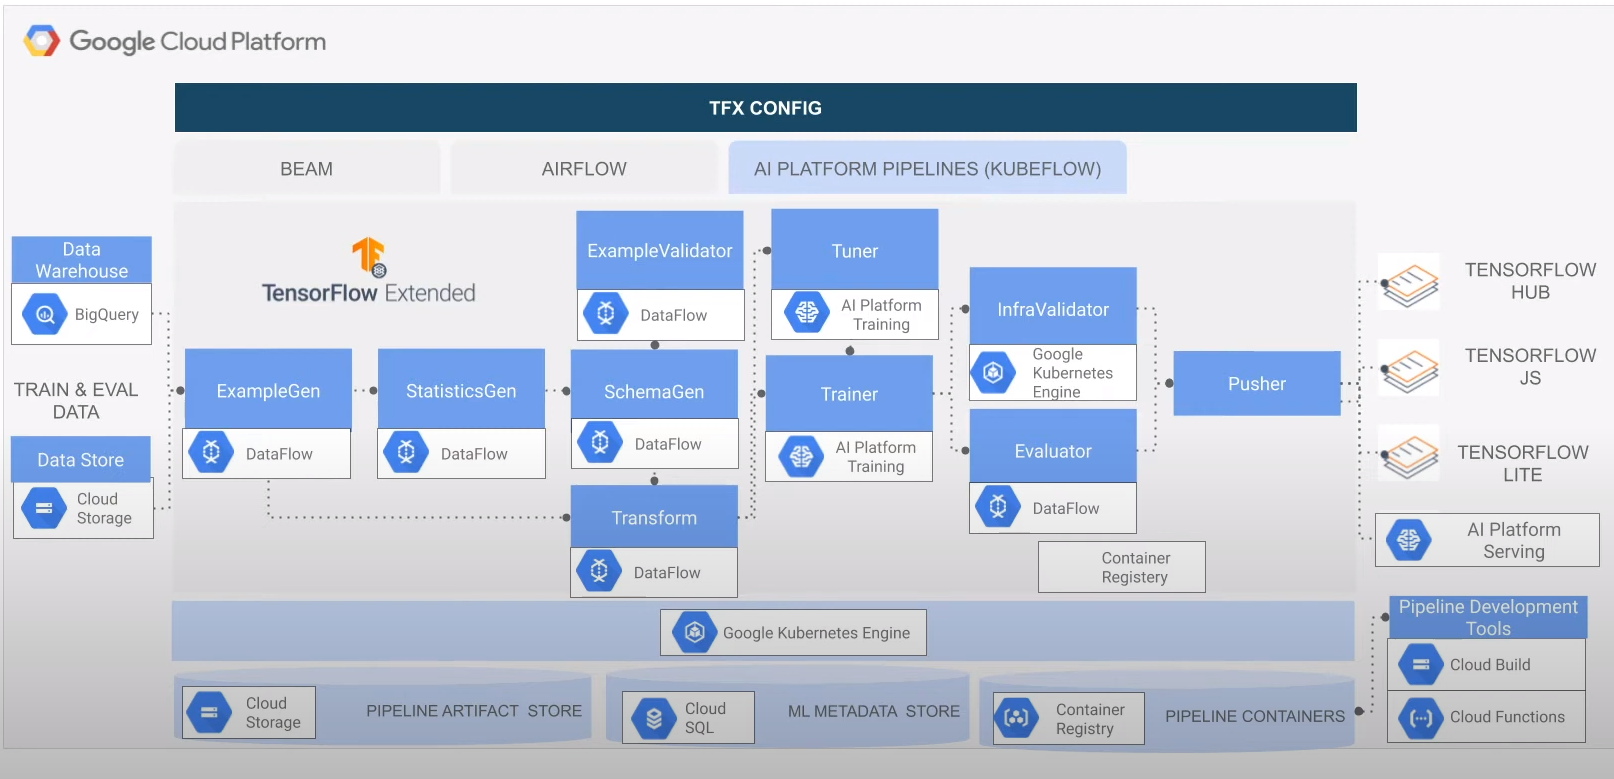 Google Cloud Platform
TFX CONFIG
BEAM
AIRFLOW
AI PLATFORM PIPELINES (KUBEFLOW)
Data
Warehouse
BigQuery
TRAIN & EVAL
DATA
Data Store
Cloud
Storage
TensorFlow Extended
ExampleGen
DataFlow
StatisticsGen
DataFlow
ExampleValidator
DataFlow
SchemaGen
DataFlow
Transform
DataFlow
Tuner
AI Platform
Training
Trainer
AI Platform
Training
InfraValidator
Google
Kubernetes
Engine
Evaluator
DataFlow
Container
Registery
Pusher
TENSORFLOW
HUB
TENSORFLOW
JS
TENSORFLOW
LITE
AI Platform
Serving
Google Kubernetes Engine
Pipeline Development
Tools
Cloud Build
Cloud Functions
Cloud
Storage
PIPELINE ARTIFACT STORE
Cloud
SQL
ML METADATA STORE
Container
Registry
PIPELINE CONTAINERS